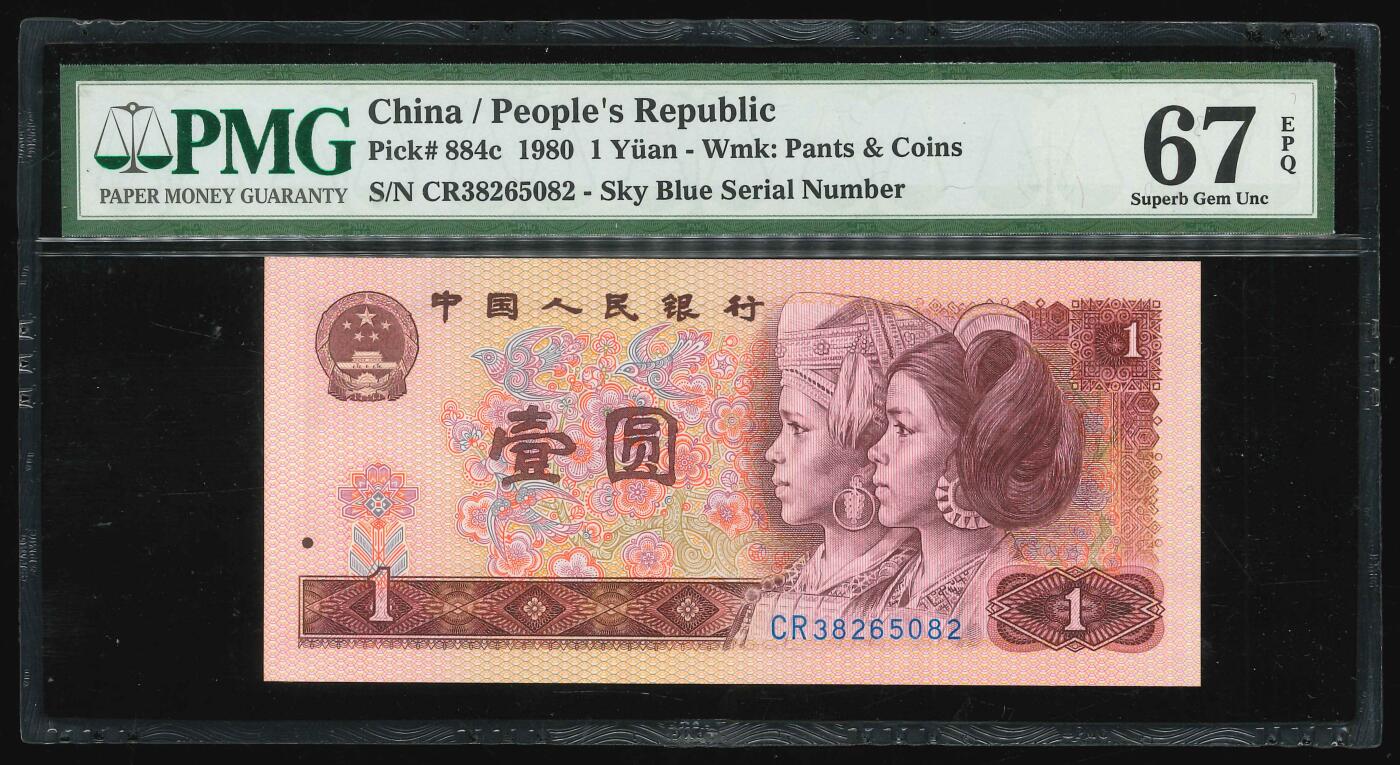 PMG
PAPER MONEY GUARANTY
China / People's Republic
Pick# 884c 1980 1 Yüan - Wmk: Pants & Coins
S/N CR38265082 - Sky Blue Serial Number
67
EPQ
Superb Gem Unc
中国人民银行
1
壹圆
1
CR38265082
1